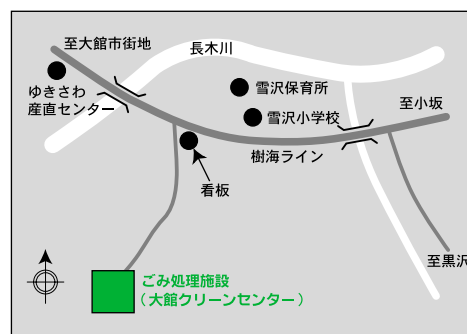 至大館市街地
長木川
ゆきさわ
産直センター
雪沢保育所
雪沢小学校
至小坂
樹海ライン
看板
至黒沢
ごみ処理施設
（大館クリーンセンター）